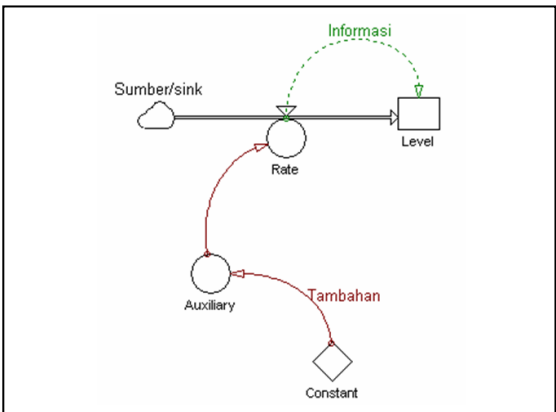 Informasi
Sumber/sink
Level
Rate
Auxiliary
Tambahan
Constant